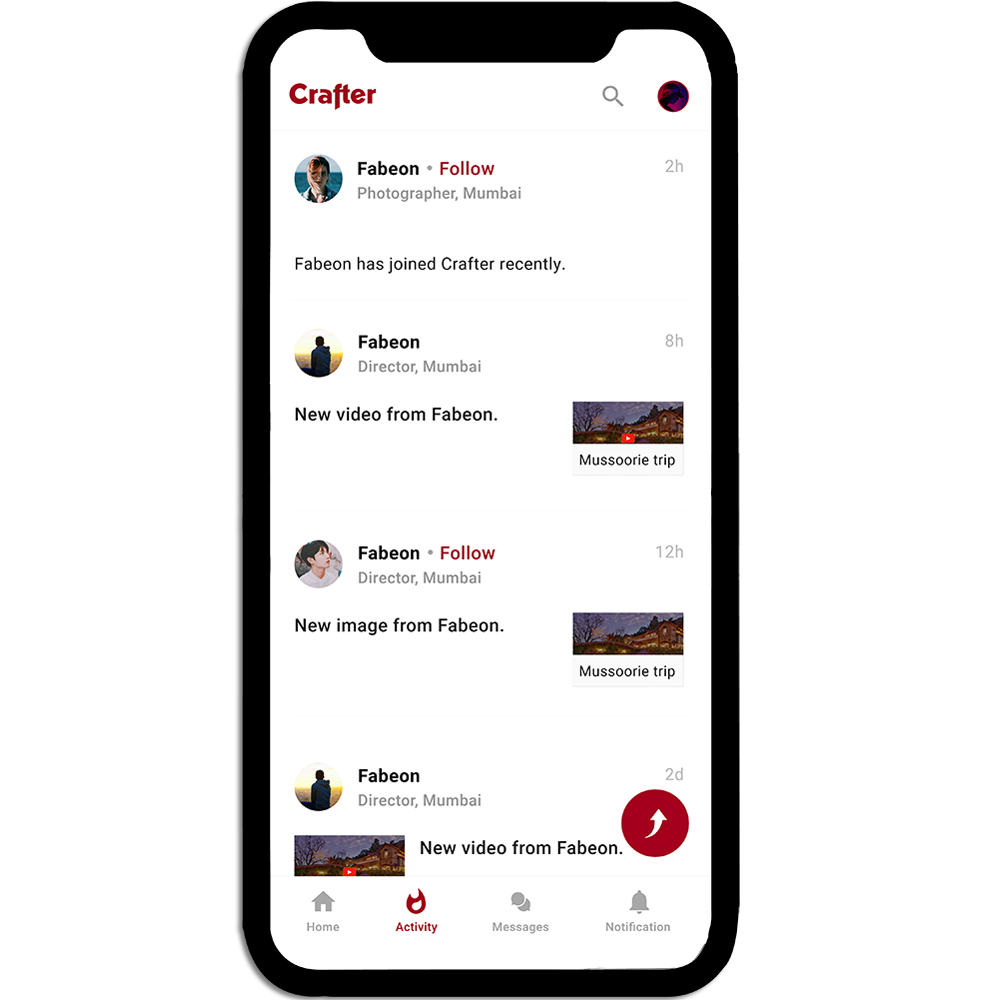 Crafter
Fabeon • Follow
2h
Photographer, Mumbai
Fabeon has joined Crafter recently.
Fabeon
8h
Director, Mumbai
New video from Fabeon.
Mussoorie trip
Fabeon • Follow
12h
Director, Mumbai
New image from Fabeon.
Mussoorie trip
Fabeon
2d
Director, Mumbai
New video from Fabeon.
Home
Activity
Messages
Notification